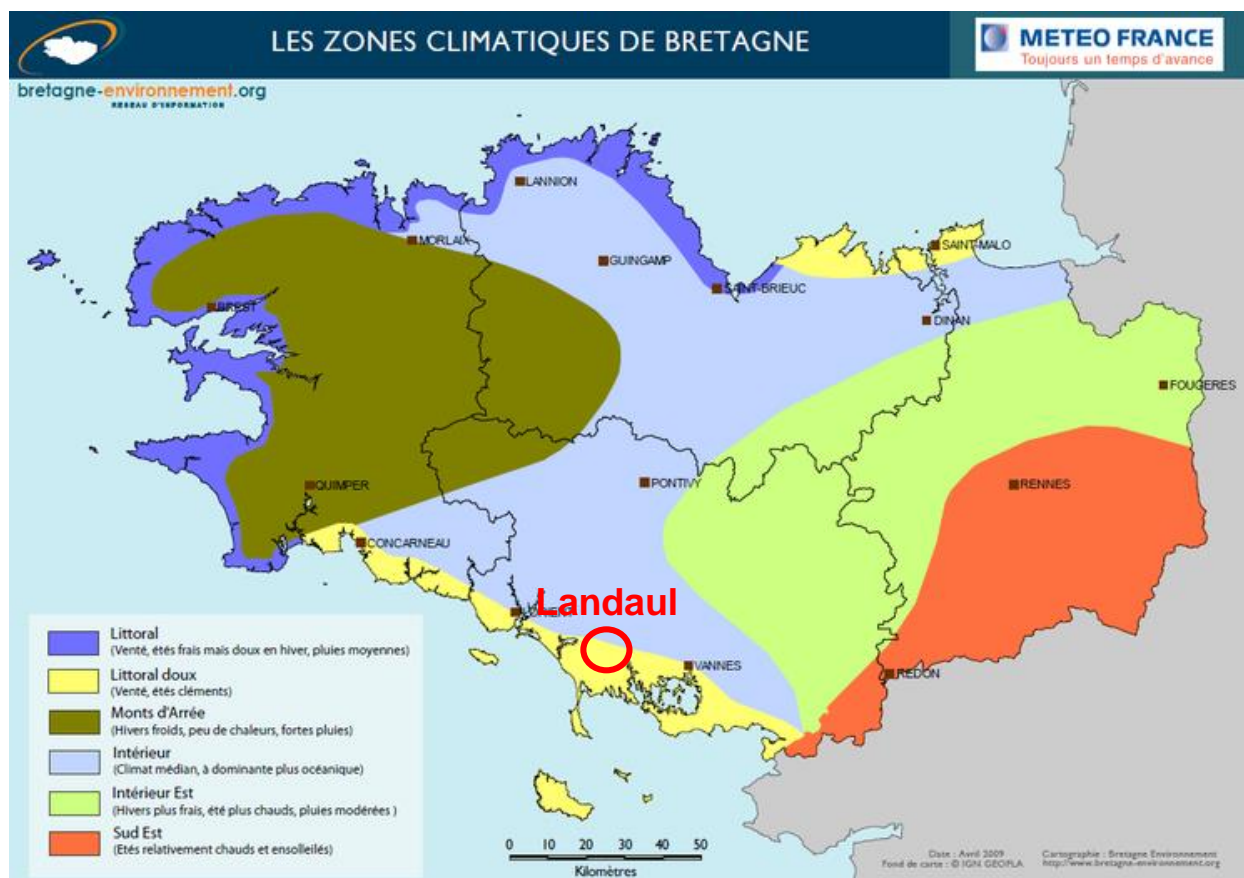 LES ZONES CLIMATIQUES DE BRETAGNE
METEO FRANCE
Toujours un temps d'avance
bretagne-environnement.org
RESEAU D'INFORMATION
LANNION
MORLAIX
SAINT-MALO
GUINGAMP
SAINT-BRIEUC
BREST
DINAN
FOUGERES
QUIMPER
PONTIVY
RENNES
CONCARNEAU
Landaul
LORIENT
VANNES
REDON
Littoral
(Venté, étés frais mais doux en hiver, pluies moyennes)
Littoral doux
(Venté, étés cléments)
Monts d'Arrée
(Hivers froids, peu de chaleurs, fortes pluies)
Intérieur
(Climat médian, à dominante plus océanique)
Intérieur Est
(Hivers plus frais, été plus chauds, pluies modérées )
Sud Est
(Etés relativement chauds et ensolleilés)
0 10 20 30 40 50
Kilomètres
Date : Avril 2009
Fond de carte : © IGN GEOFLA
Cartographie : Bretagne Environnement
http://www.bretagne-environnement.org